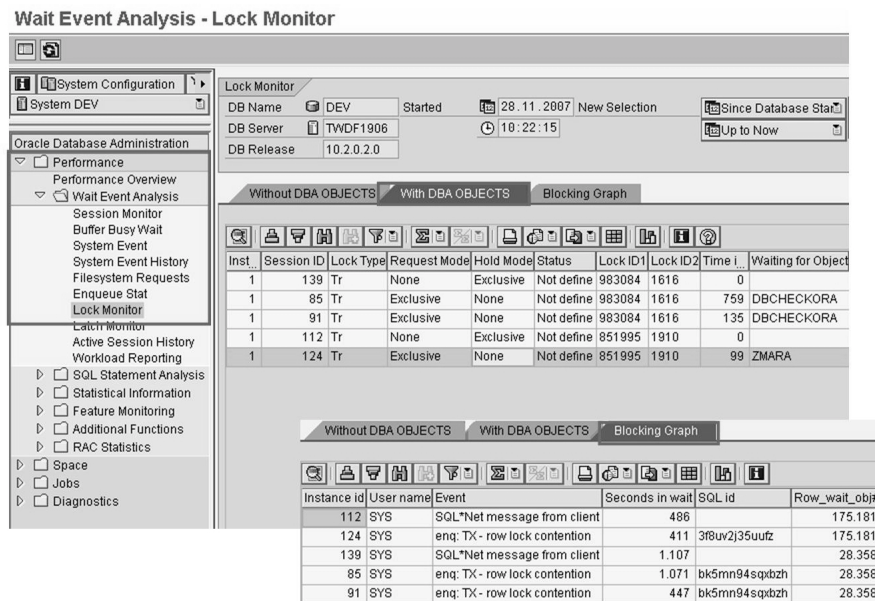 Wait Event Analysis - Lock Monitor
System Configuration
System DEV
Oracle Database Administration
Performance
Performance Overview
Wait Event Analysis
Session Monitor
Buffer Busy Wait
System Event
System Event History
Filesystem Requests
Enqueue Stat
Lock Monitor
Latch Monitor
Active Session History
Workload Reporting
SQL Statement Analysis
Statistical Information
Feature Monitoring
Additional Functions
RAC Statistics
Space
Jobs
Diagnostics
Lock Monitor
DB Name DEV Started 28.11.2007 New Selection Since Database Star
DB Server TWDF1906 10:22:15 Up to Now
DB Release 10.2.0.2.0
Without DBA OBJECTS With DBA OBJECTS Blocking Graph
Inst... Session ID Lock Type Request Mode Hold Mode Status Lock ID1 Lock ID2 Time i... Waiting for Object
1 139 Tr None Exclusive Not define 983084 1616 0
1 85 Tr Exclusive None Not define 983084 1616 759 DBCHECKORA
1 91 Tr Exclusive None Not define 983084 1616 135 DBCHECKORA
1 112 Tr None Exclusive Not define 851995 1910 0
1 124 Tr Exclusive None Not define 851995 1910 99 ZMARA
Without DBA OBJECTS With DBA OBJECTS Blocking Graph
Instance id User name Event Seconds in wait SQL id Row_wait_obj#
112 SYS SQL*Net message from client 486 175.181
124 SYS enq: TX - row lock contention 411 3f8uv2j35uufz 175.181
139 SYS SQL*Net message from client 1.107 28.358
85 SYS enq: TX - row lock contention 1.071 bk5mn94sqxbzh 28.358
91 SYS enq: TX - row lock contention 447 bk5mn94sqxbzh 28.358